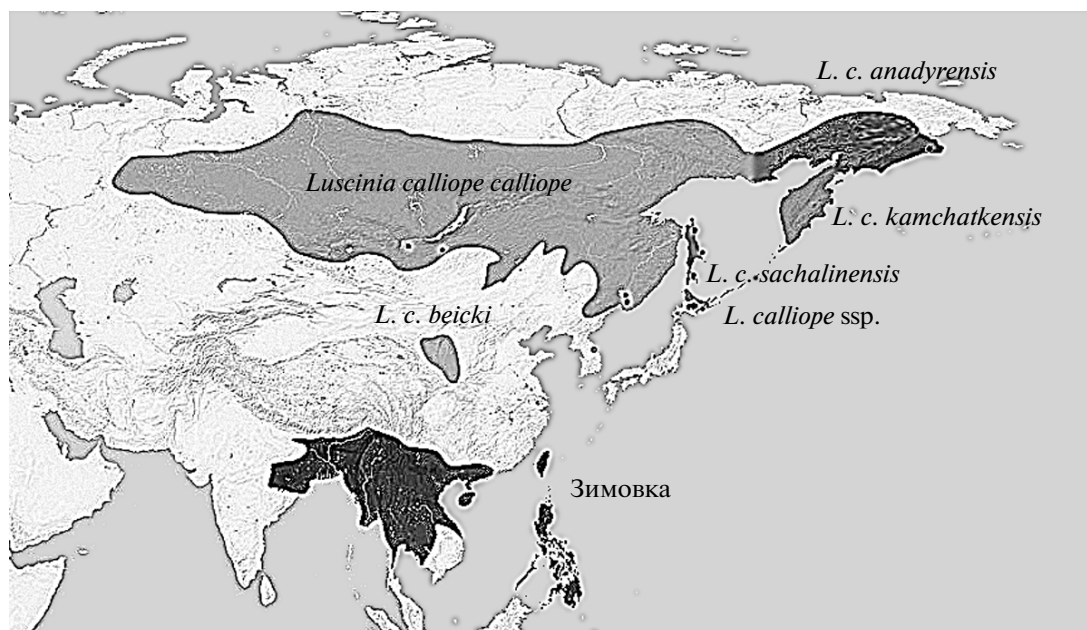 L. c. anadyrensis
Luscinia calliope calliope
L. c. kamchatkensis
L. c. sachalinensis
L. c. beicki
L. calliope ssp.
Зимовка